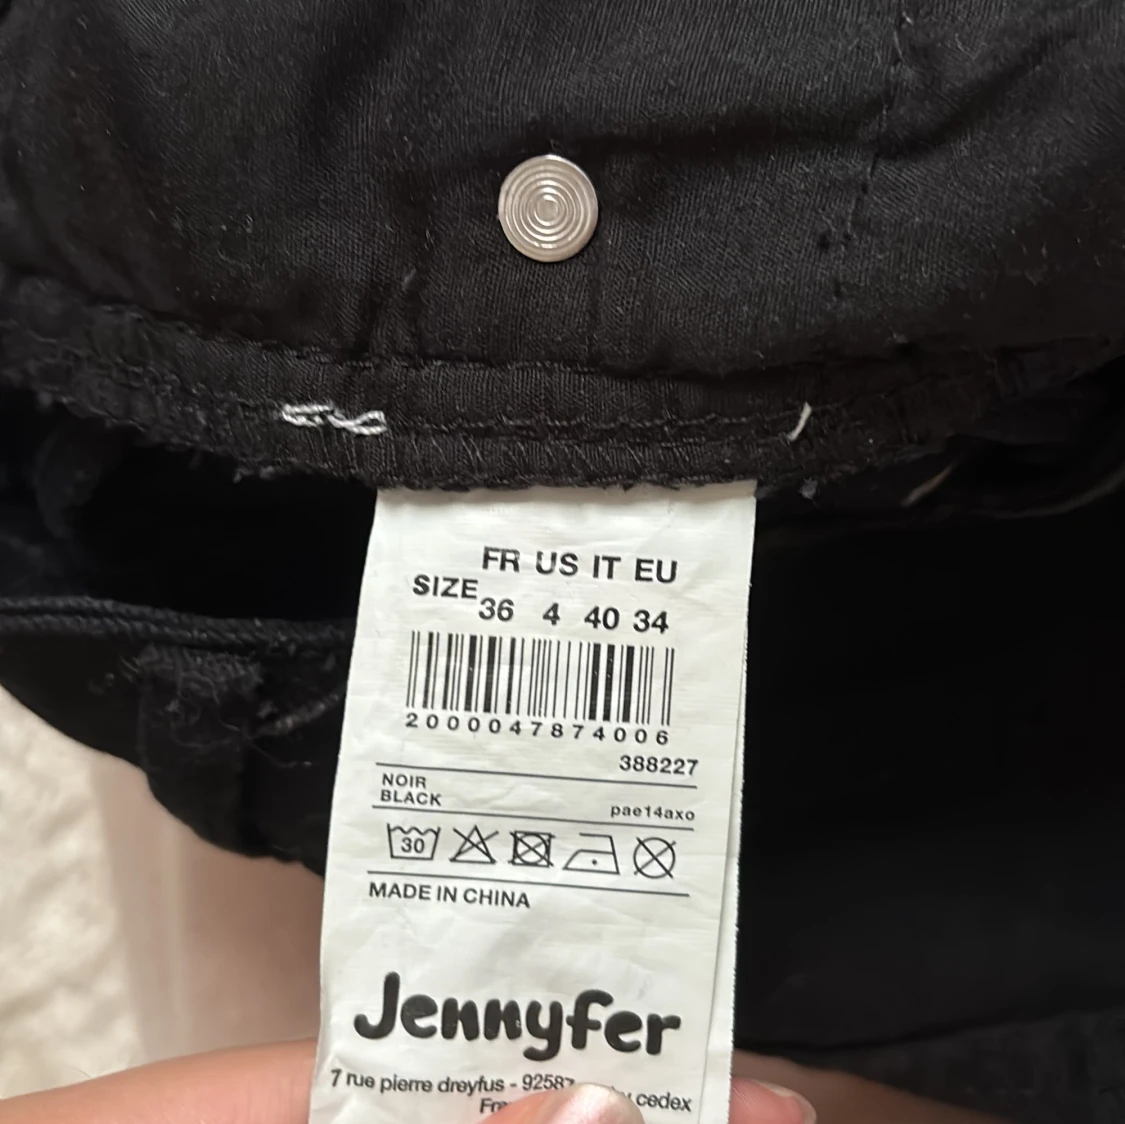 FR US IT EU
SIZE 36 4 40 34
2000047874006
388227
NOIR
BLACK
pae14axo
30
MADE IN CHINA
Jennyfer
7 rue pierre dreyfus - 92587 cedex